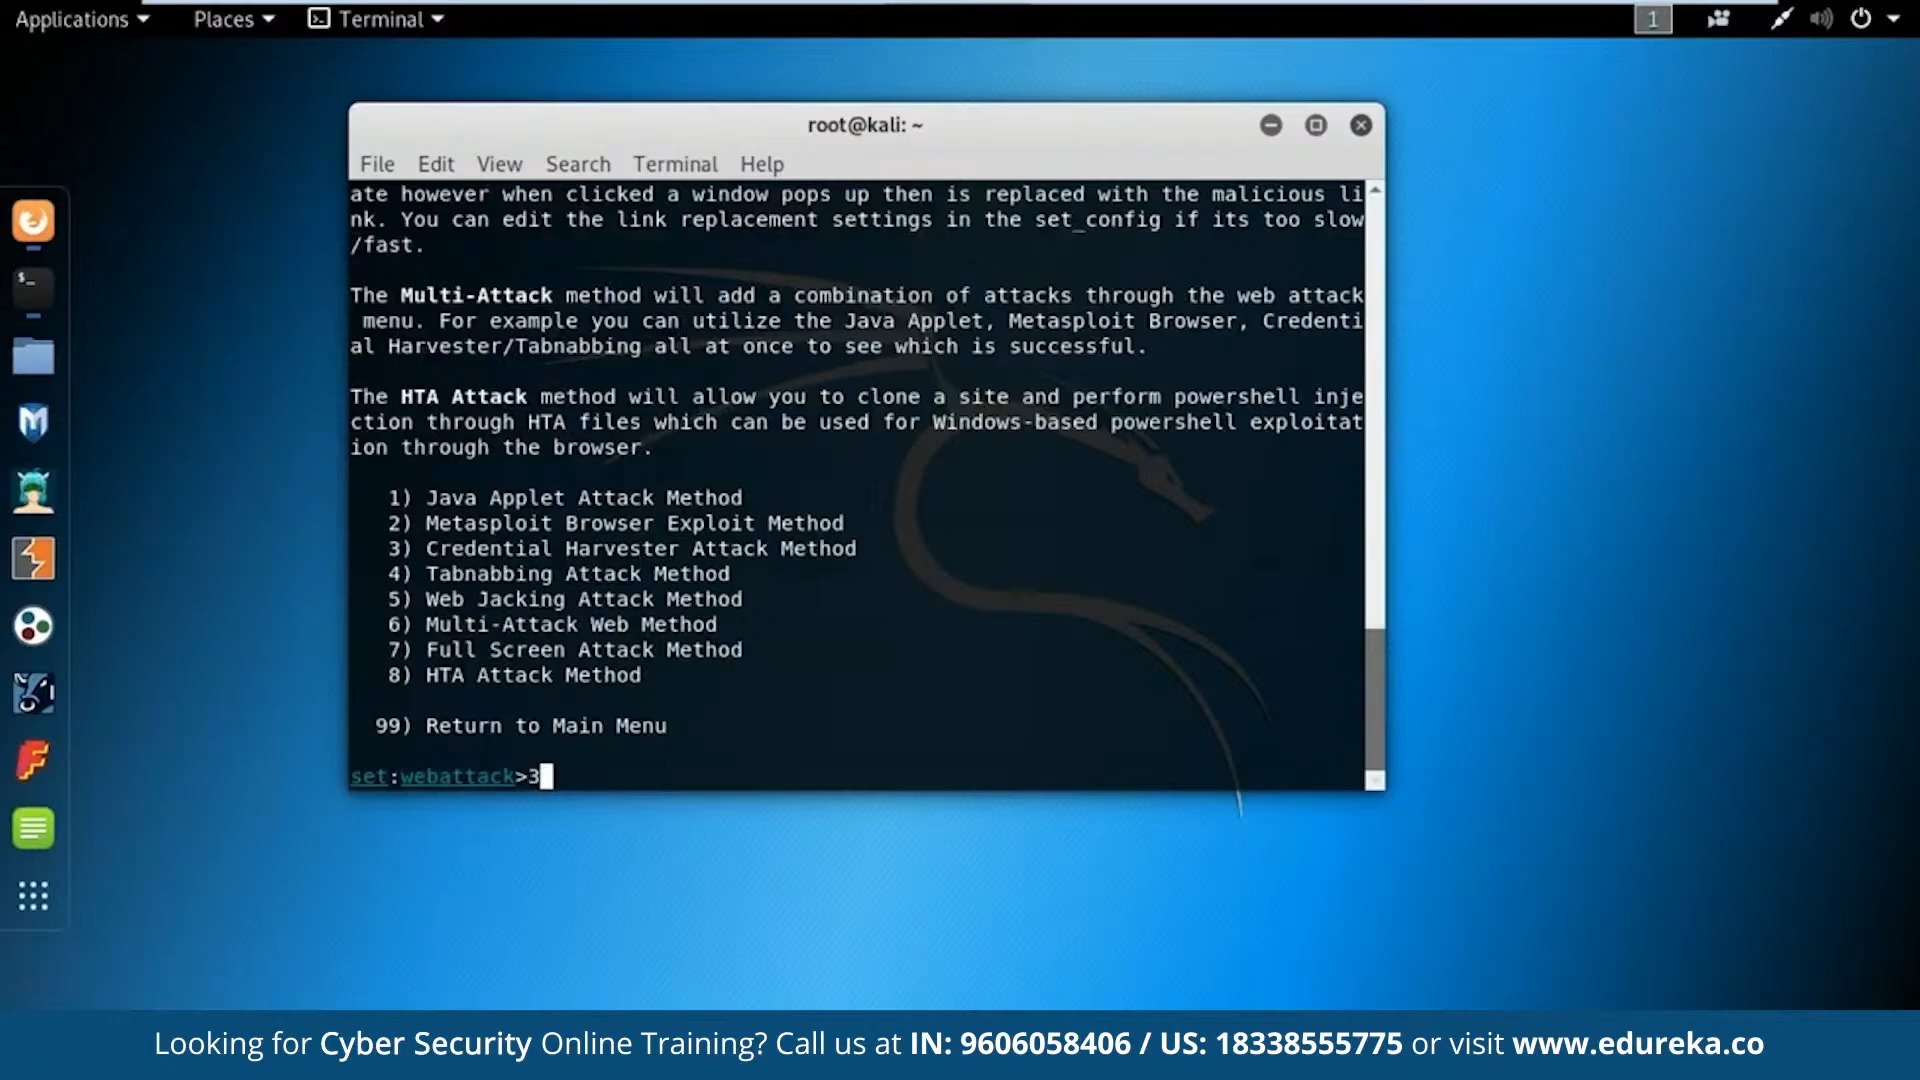 Applications Places Terminal 1
root@kali: ~
File Edit View Search Terminal Help
ate however when clicked a window pops up then is replaced with the malicious li
nk. You can edit the link replacement settings in the set_config if its too slow
/fast.
The Multi-Attack method will add a combination of attacks through the web attack
menu. For example you can utilize the Java Applet, Metasploit Browser, Credenti
al Harvester/Tabnabbing all at once to see which is successful.
The HTA Attack method will allow you to clone a site and perform powershell inje
ction through HTA files which can be used for Windows-based powershell exploitat
ion through the browser.
1) Java Applet Attack Method
2) Metasploit Browser Exploit Method
3) Credential Harvester Attack Method
4) Tabnabbing Attack Method
5) Web Jacking Attack Method
6) Multi-Attack Web Method
7) Full Screen Attack Method
8) HTA Attack Method
99) Return to Main Menu
set:webattack>3
Looking for Cyber Security Online Training? Call us at IN: 9606058406 / US: 18338555775 or visit www.edureka.co